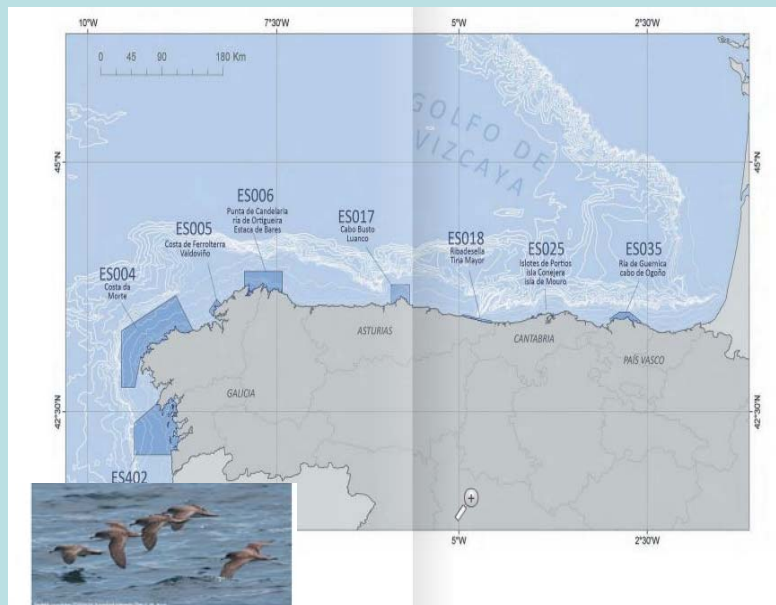 10°W
7°30'W
5°W
2°30'W
0 45 90 180 Km
GOLFO DE
VIZCAYA
45°N
45°N
ES006
Punta de Candelaria
ría de Ortigueira
Estaca de Bares
ES017
Cabo Busto
Luanco
ES005
Costa de Ferrolterra
Valdoviño
ES018
Ribadesella
Tina Mayor
ES025
Islotes de Portios
isla Conejera
isla de Mouro
ES035
Ría de Guernica
cabo de Ogoño
ES004
Costa da
Morte
ASTURIAS
CANTABRIA
PAÍS VASCO
GALICIA
42°30'N
42°30'N
ES402
5°W
2°30'W